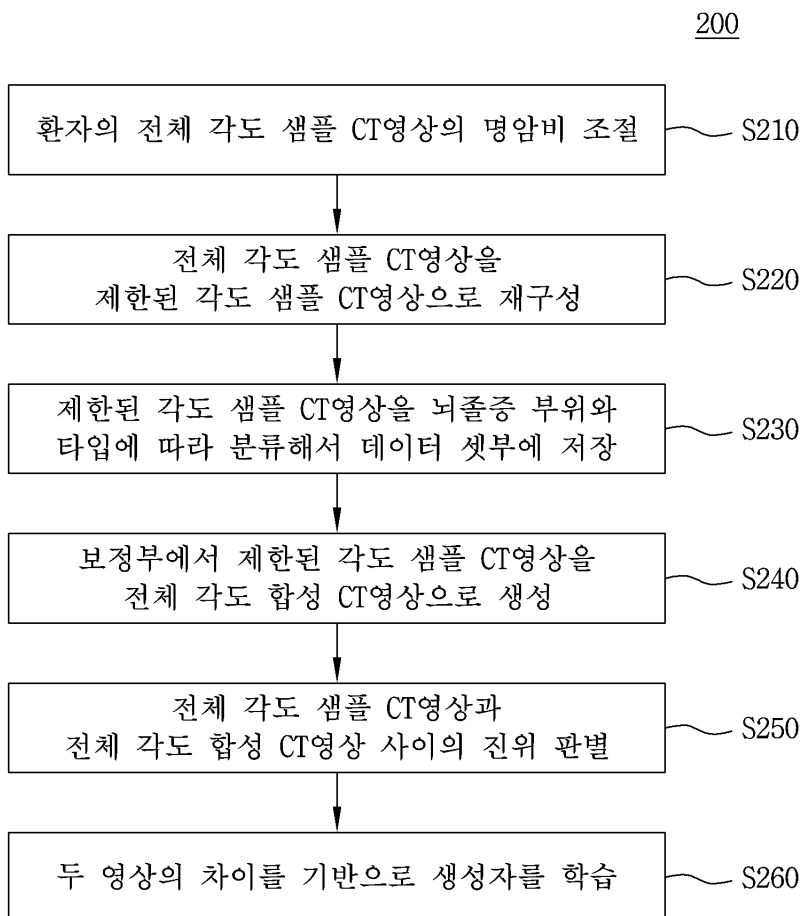 200
환자의 전체 각도 샘플 CT영상의 명암비 조절
S210
전체 각도 샘플 CT영상을
제한된 각도 샘플 CT영상으로 재구성
S220
제한된 각도 샘플 CT영상을 뇌졸증 부위와
타입에 따라 분류해서 데이터 셋부에 저장
S230
보정부에서 제한된 각도 샘플 CT영상을
전체 각도 합성 CT영상으로 생성
S240
전체 각도 샘플 CT영상과
전체 각도 합성 CT영상 사이의 진위 판별
S250
두 영상의 차이를 기반으로 생성자를 학습
S260